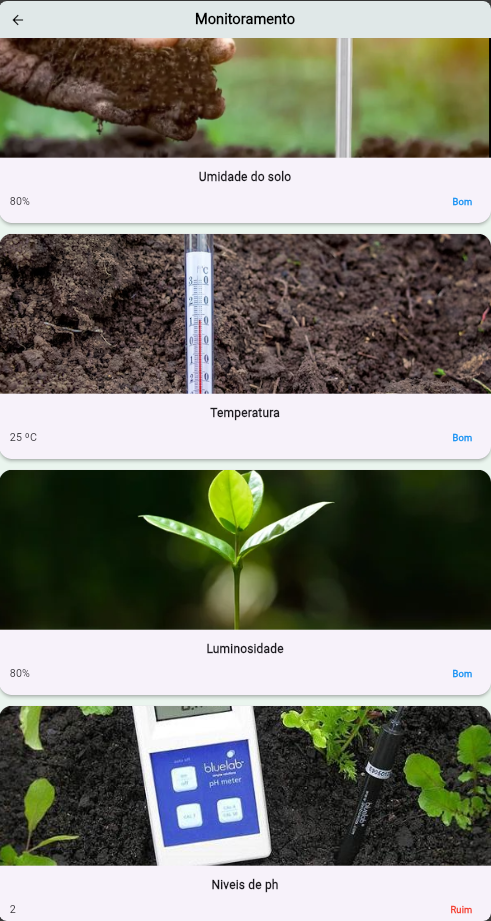 Monitoramento
Umidade do solo
80% Bom
°C
Temperatura
25 ºC Bom
Luminosidade
80% Bom
bluelab
pH meter
Niveis de ph
2 Ruim